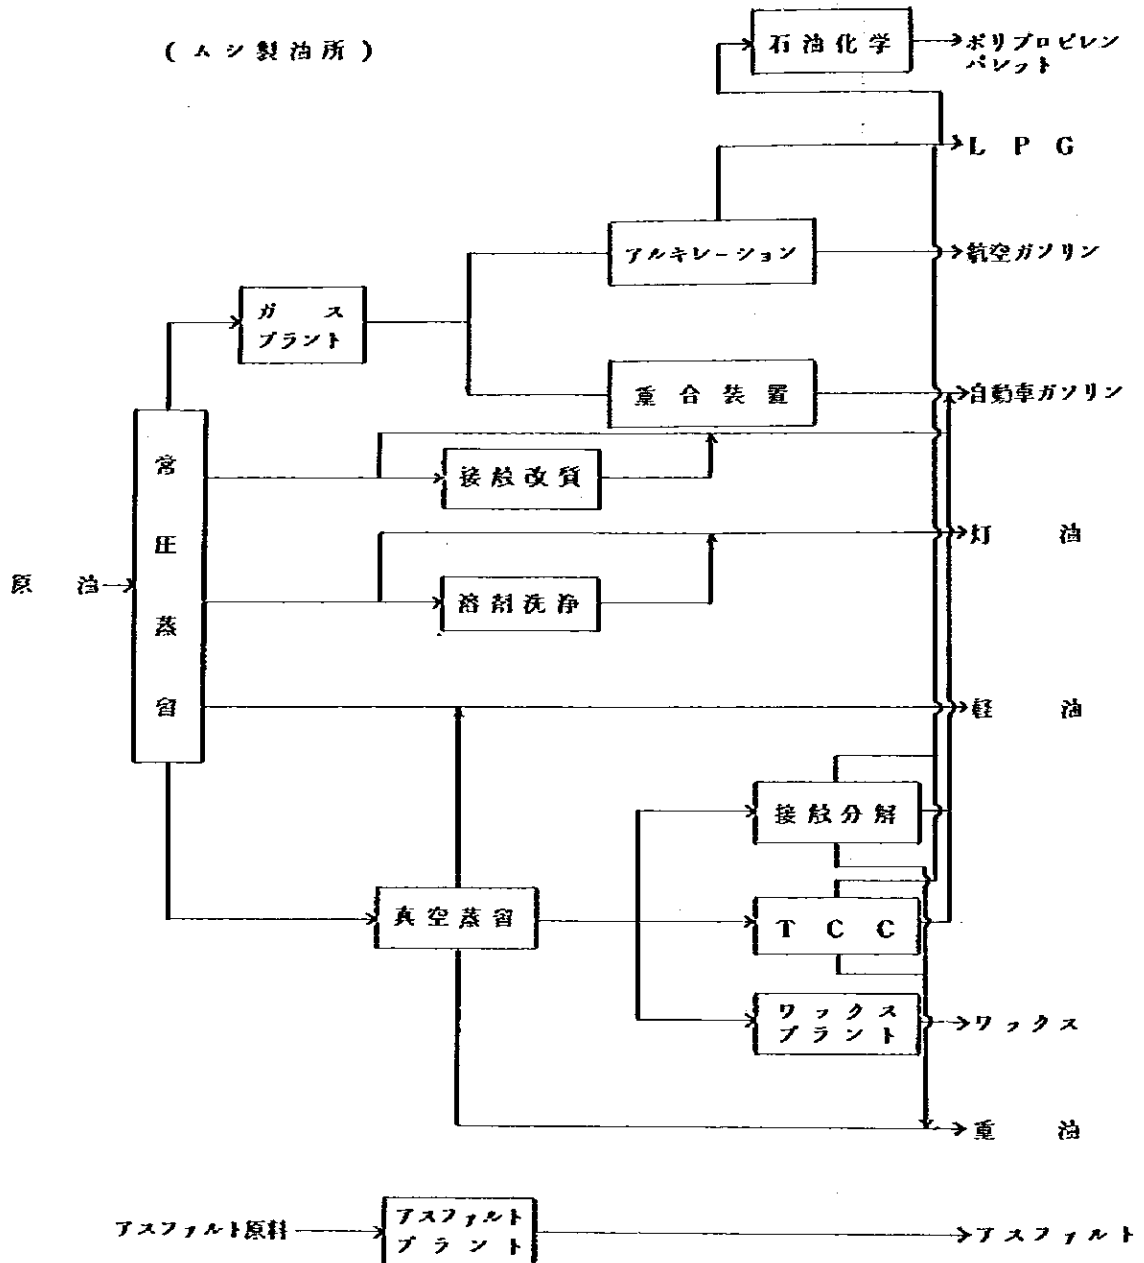 (ムシ製油所)
石油化学
ポリプロピレン
パレット
L P G
アルキレーション
航空ガソリン
ガス
プラント
重合装置
自動車ガソリン
常圧蒸留
接触改質
灯油
原油
溶剤洗浄
軽油
接触分解
真空蒸留
T C C
ワックス
プラント
ワックス
重油
アスファルト原料
アスファルト
プラント
アスファルト